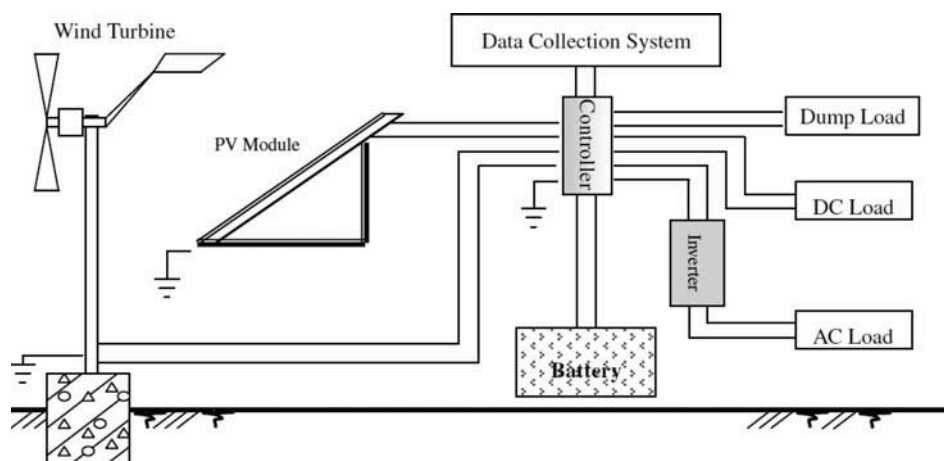 Wind Turbine
Data Collection System
PV Module
Controller
Dump Load
DC Load
Inverter
AC Load
Battery